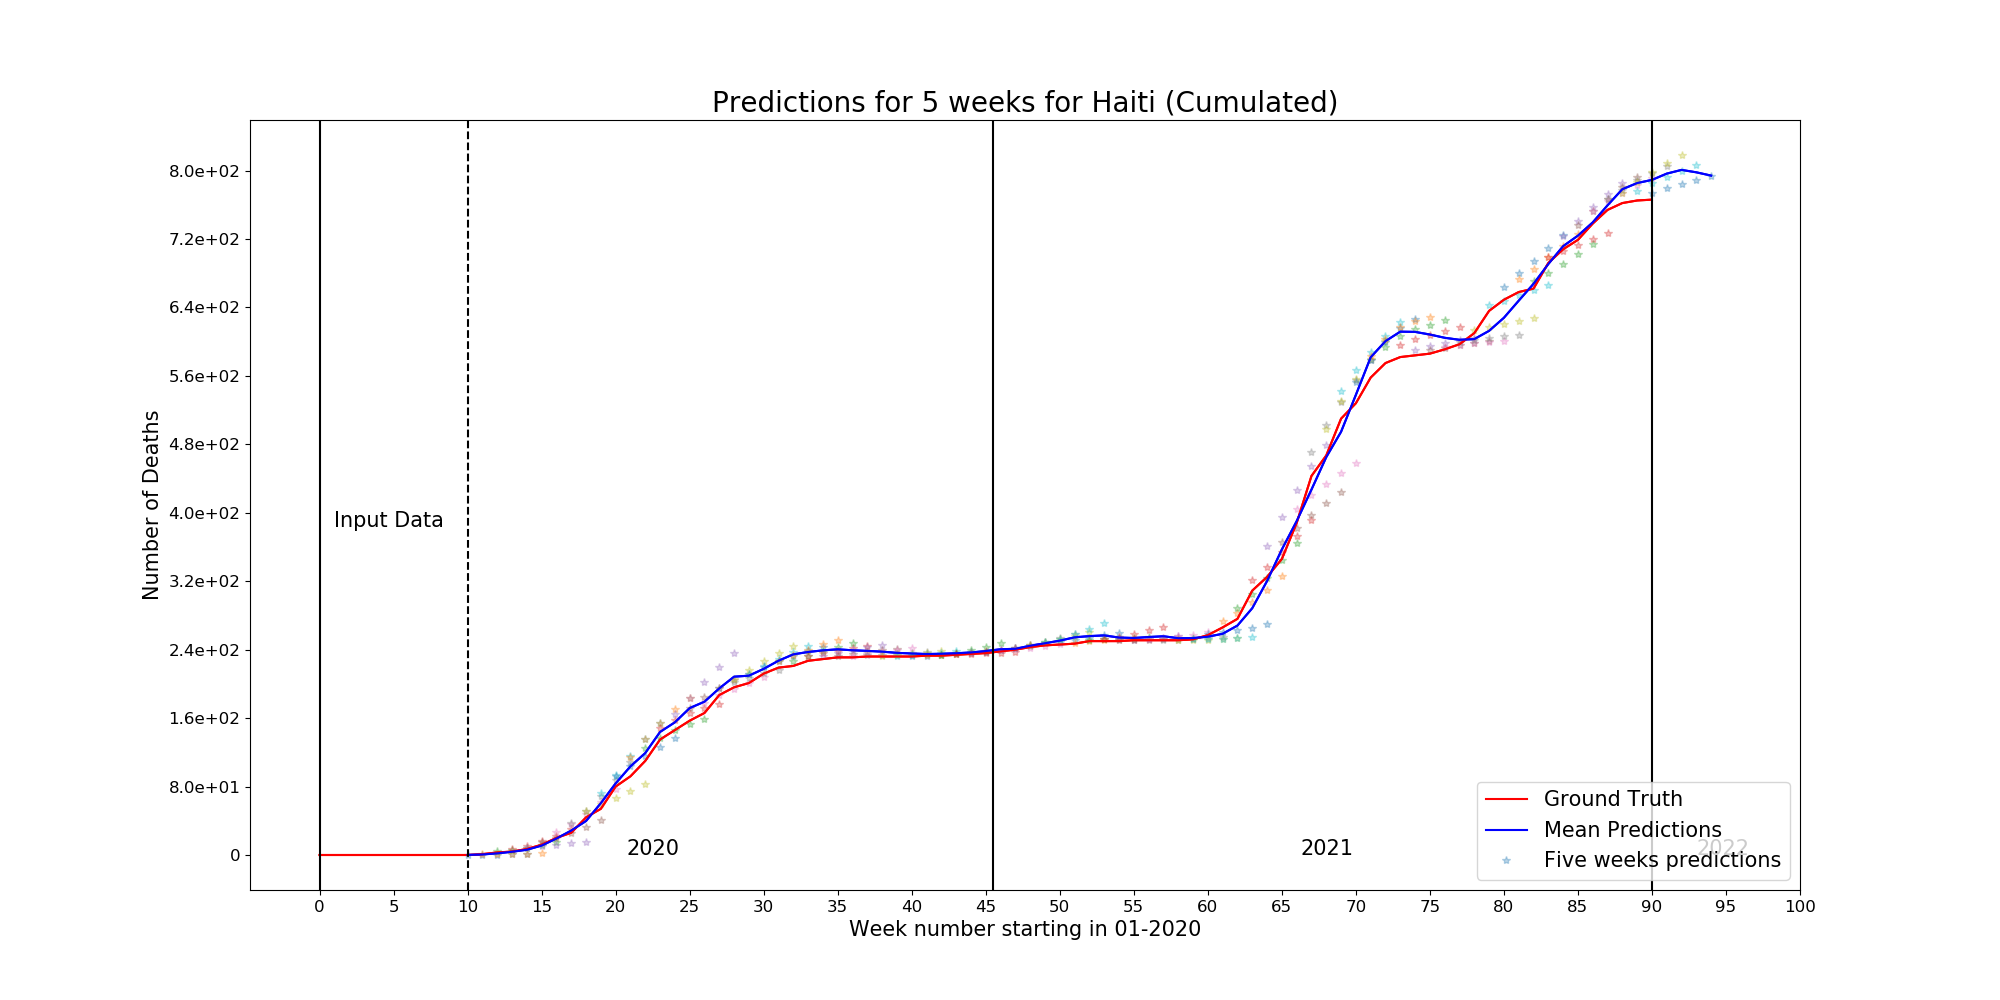 Predictions for 5 weeks for Haiti (Cumulated)
8.0e+02
7.2e+02
6.4e+02
5.6e+02
4.8e+02
4.0e+02
3.2e+02
2.4e+02
1.6e+02
8.0e+01
0
Number of Deaths
Input Data
2020
2021
2022
Ground Truth
Mean Predictions
Five weeks predictions
0 5 10 15 20 25 30 35 40 45 50 55 60 65 70 75 80 85 90 95 100
Week number starting in 01-2020